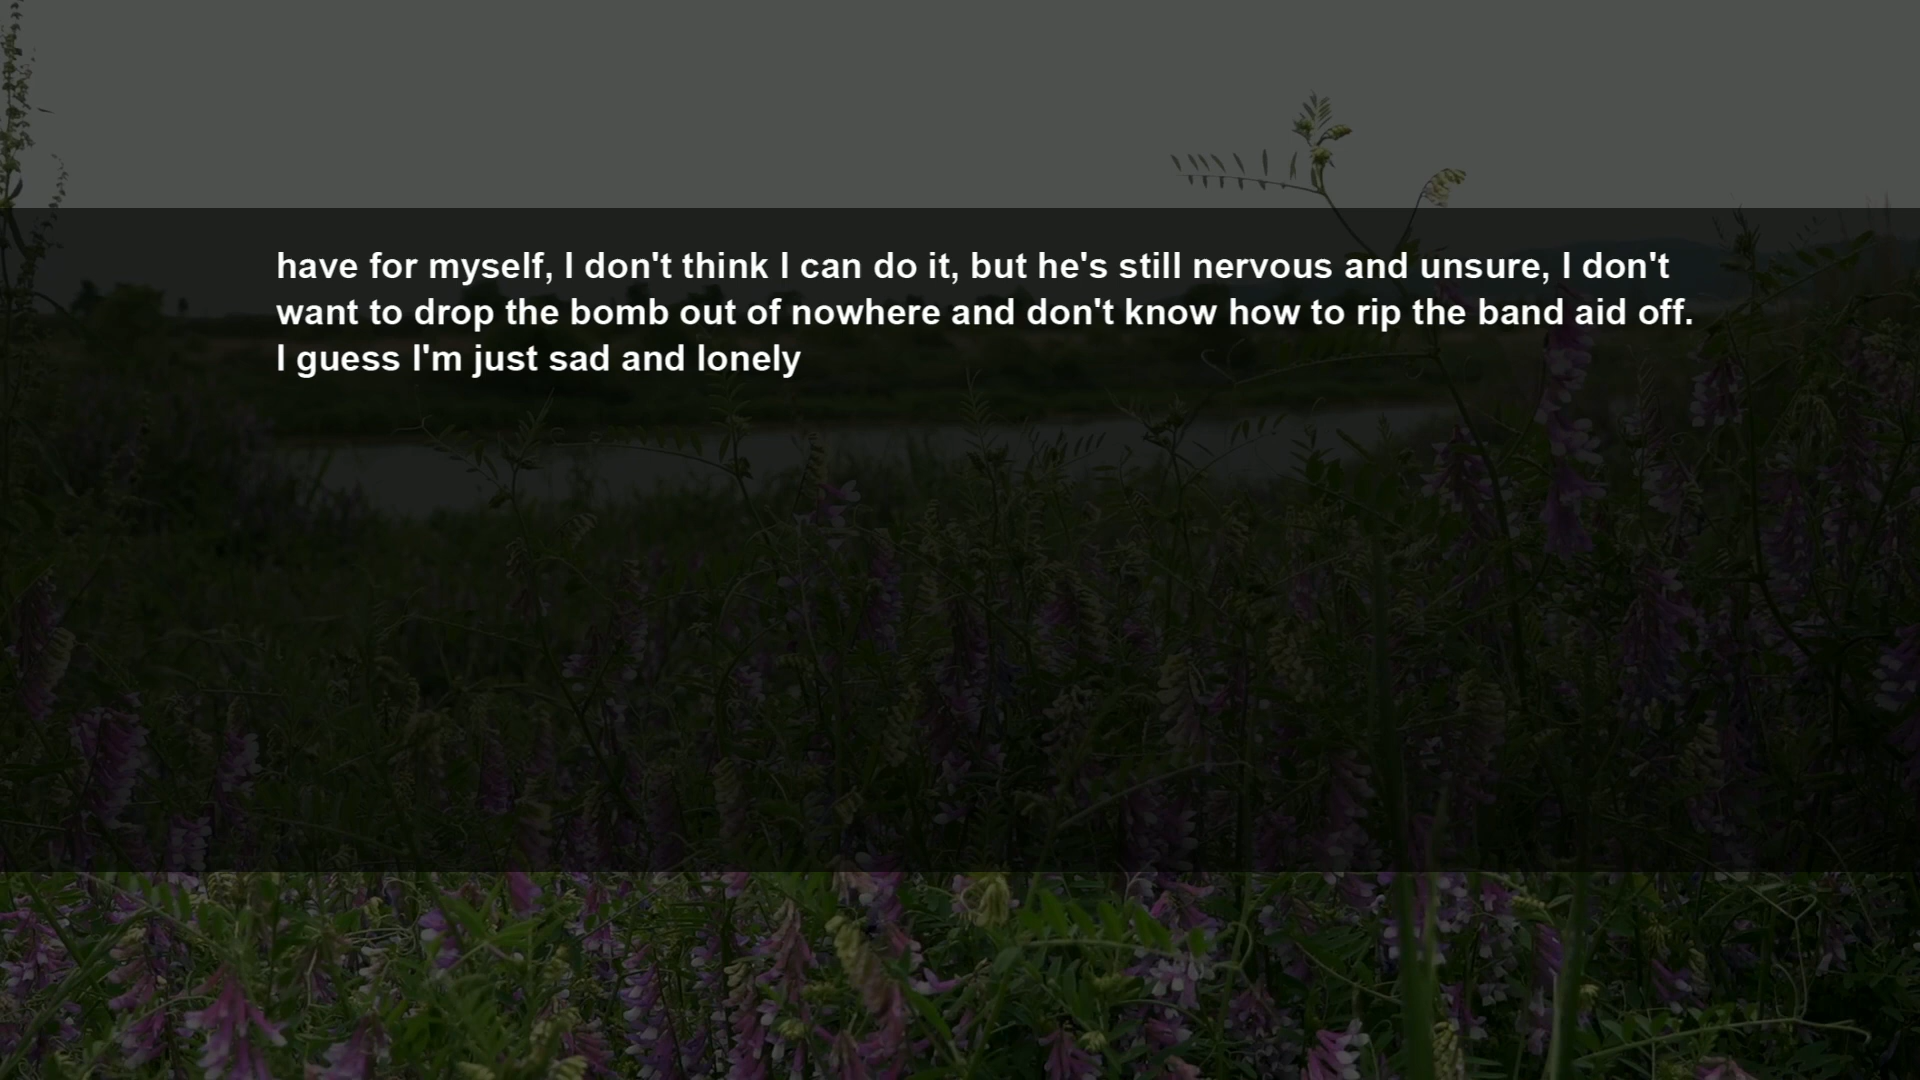 have for myself, I don't think I can do it, but he's still nervous and unsure, I don't
want to drop the bomb out of nowhere and don't know how to rip the band aid off.
I guess I'm just sad and lonely